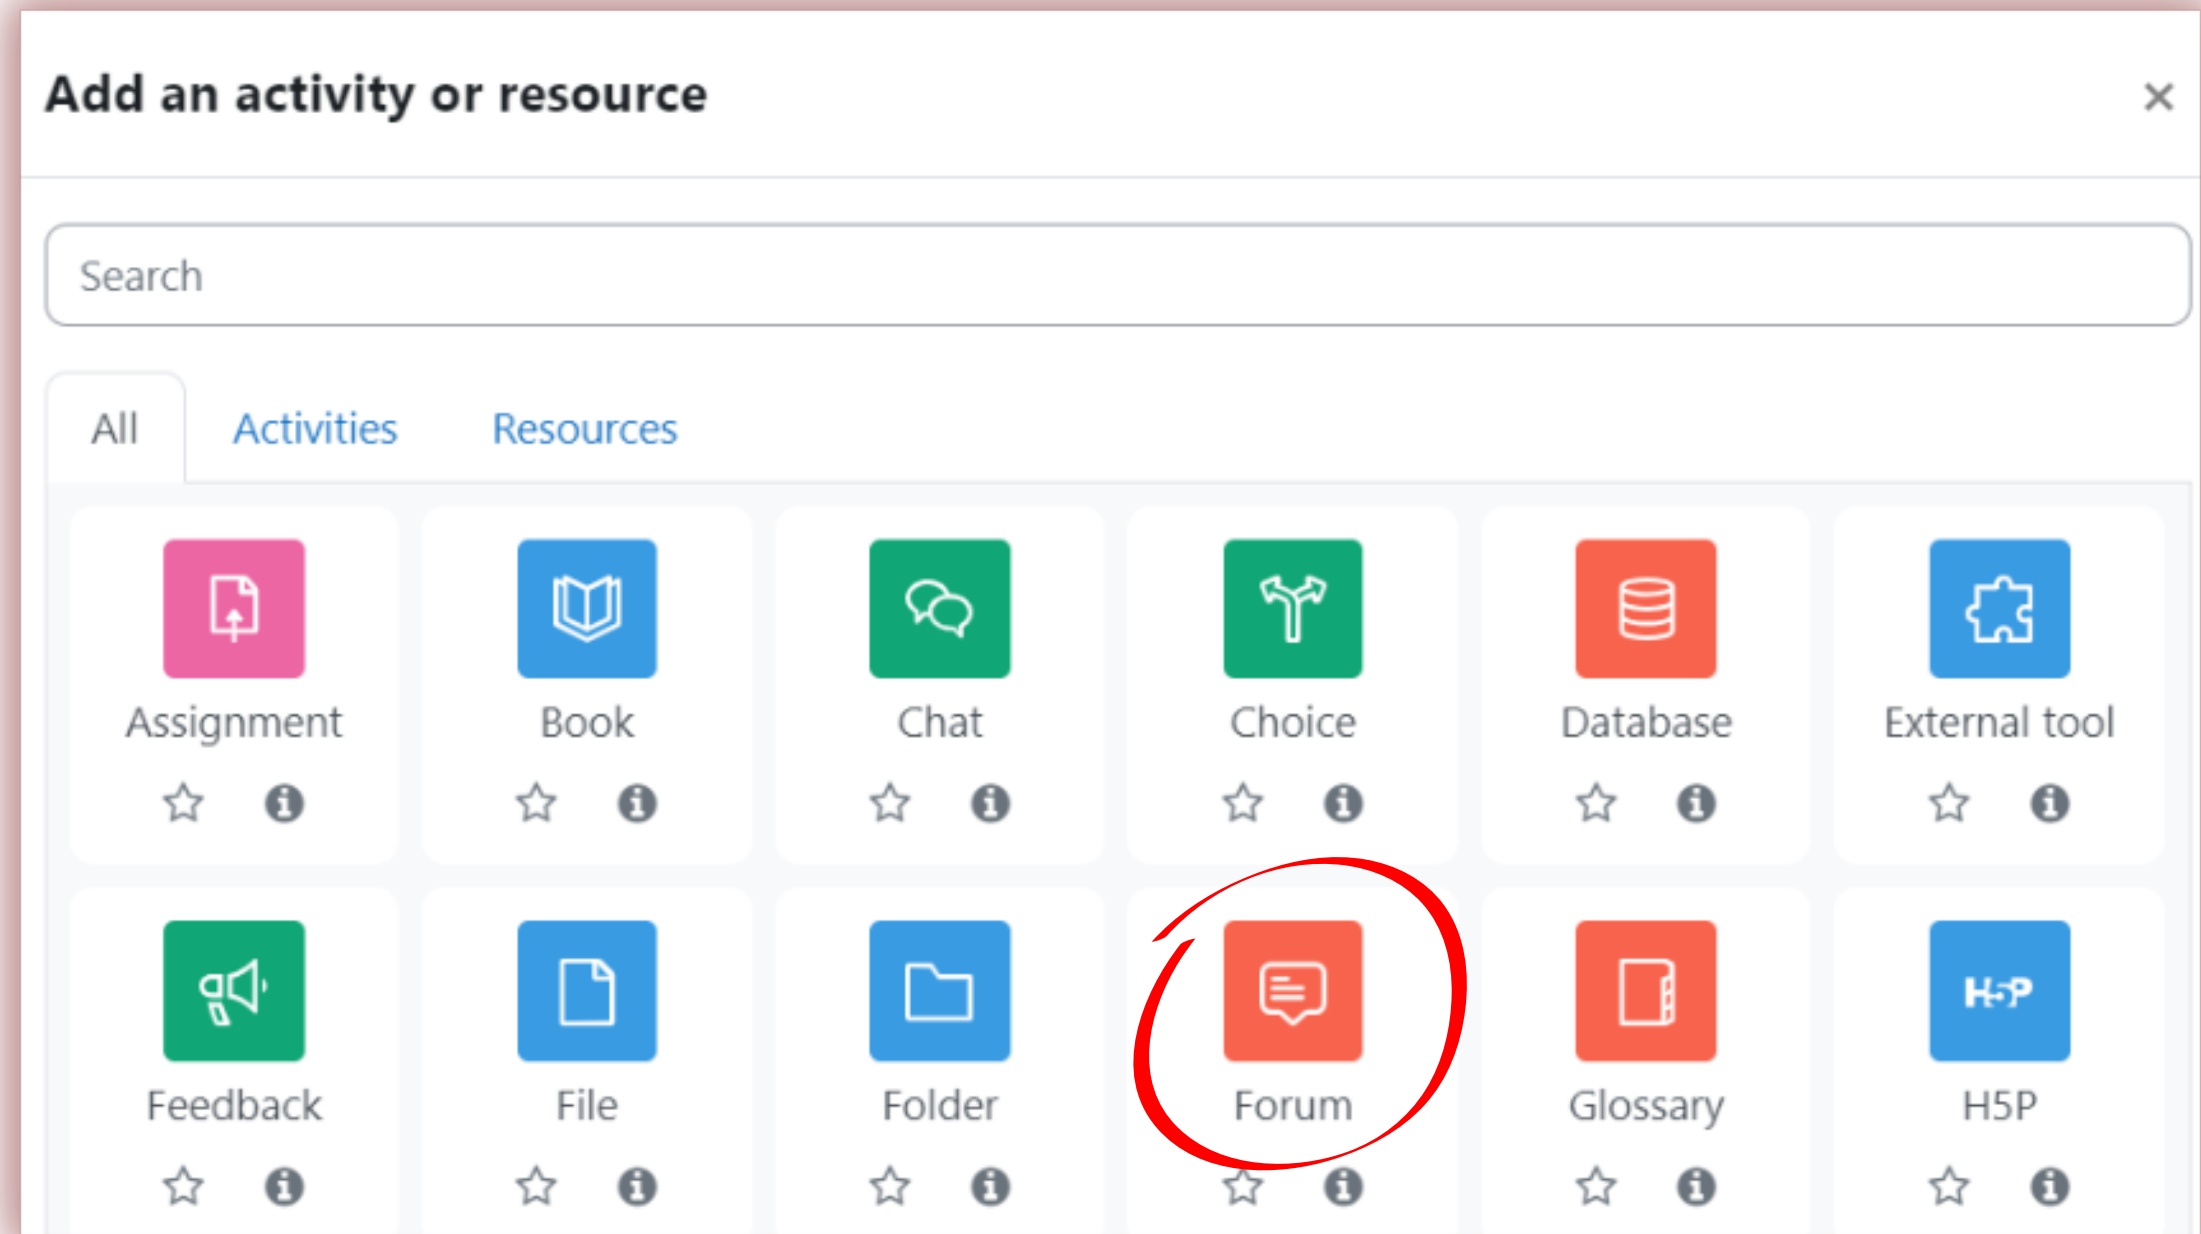 Add an activity or resource
Search
All Activities Resources
Assignment Book Chat Choice Database External tool
H5P
Feedback File Folder Forum Glossary H5P